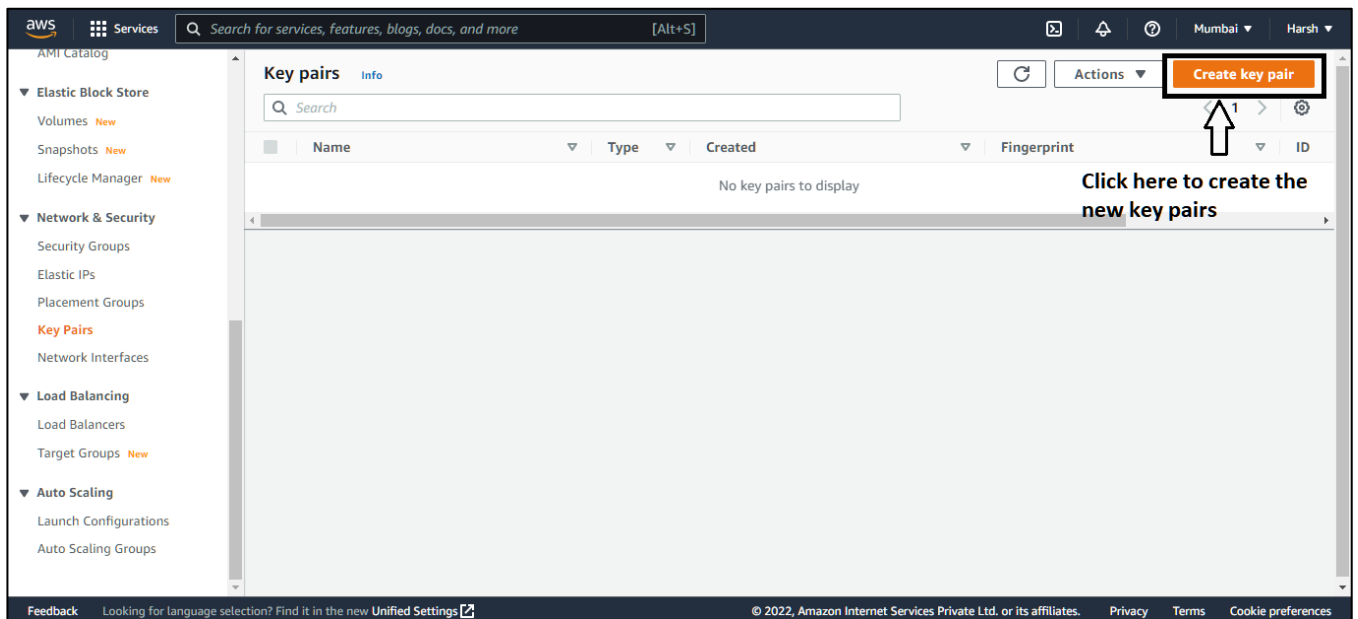 aws Services Search for services, features, blogs, docs, and more [Alt+S] Mumbai Harsh
AMI Catalog
Elastic Block Store
Volumes New
Snapshots New
Lifecycle Manager New
Network & Security
Security Groups
Elastic IPs
Placement Groups
Key Pairs
Network Interfaces
Load Balancing
Load Balancers
Target Groups New
Auto Scaling
Launch Configurations
Auto Scaling Groups
Key pairs Info Actions Create key pair
Search 1
Name Type Created Fingerprint ID
No key pairs to display
Click here to create the
new key pairs
Feedback Looking for language selection? Find it in the new Unified Settings © 2022, Amazon Internet Services Private Ltd. or its affiliates. Privacy Terms Cookie preferences